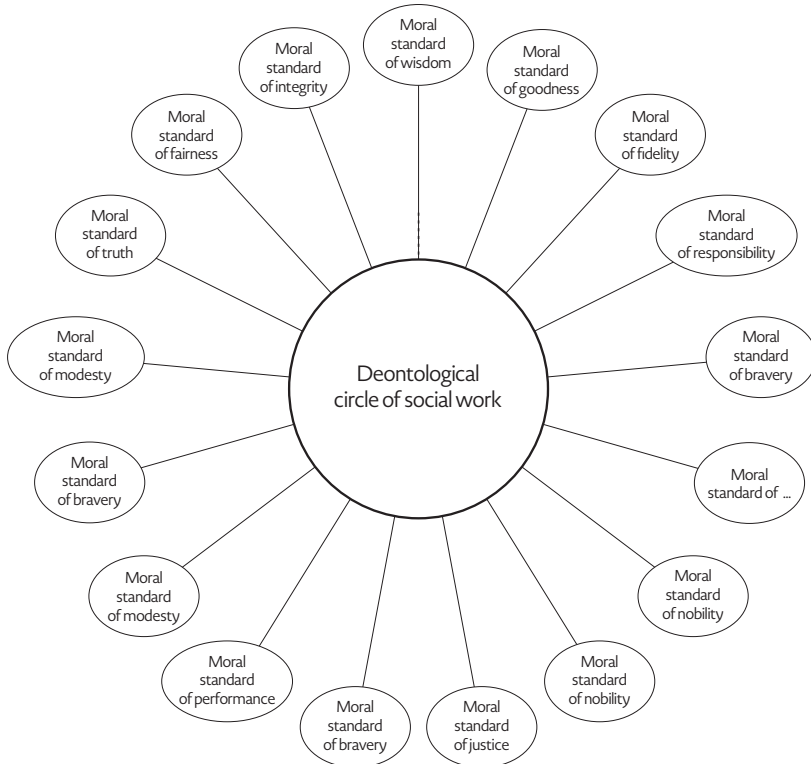 Moral
standard
of wisdom
Moral
standard
of goodness
Moral
standard
of fidelity
Moral
standard
of responsibility
Moral
standard
of bravery
Moral
standard of ...
Moral
standard
of nobility
Moral
standard
of nobility
Moral
standard
of justice
Moral
standard
of bravery
Moral
standard
of performance
Moral
standard
of modesty
Moral
standard
of bravery
Moral
standard
of modesty
Moral
standard
of truth
Moral
standard
of fairness
Moral
standard
of integrity
Deontological
circle of social work